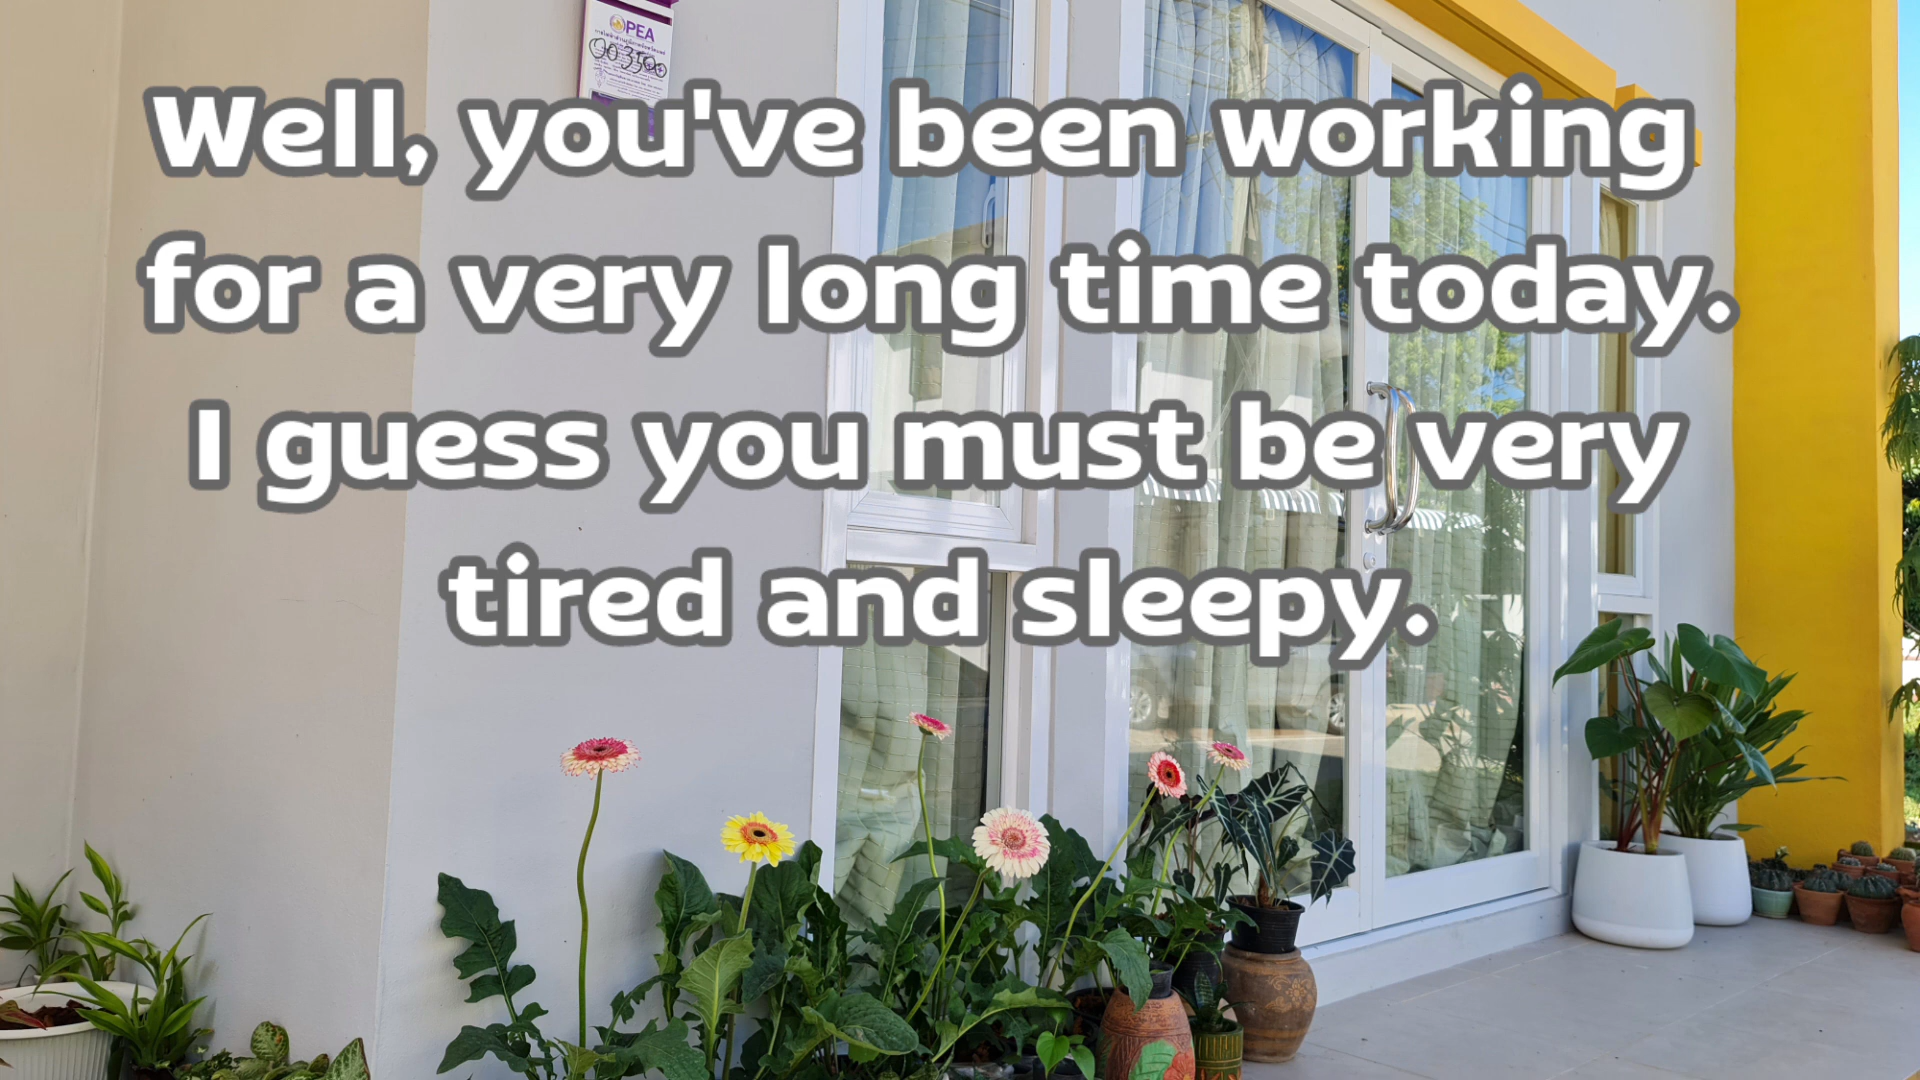 PEA
003500
Well, you've been working
for a very long time today.
I guess you must be very
tired and sleepy.